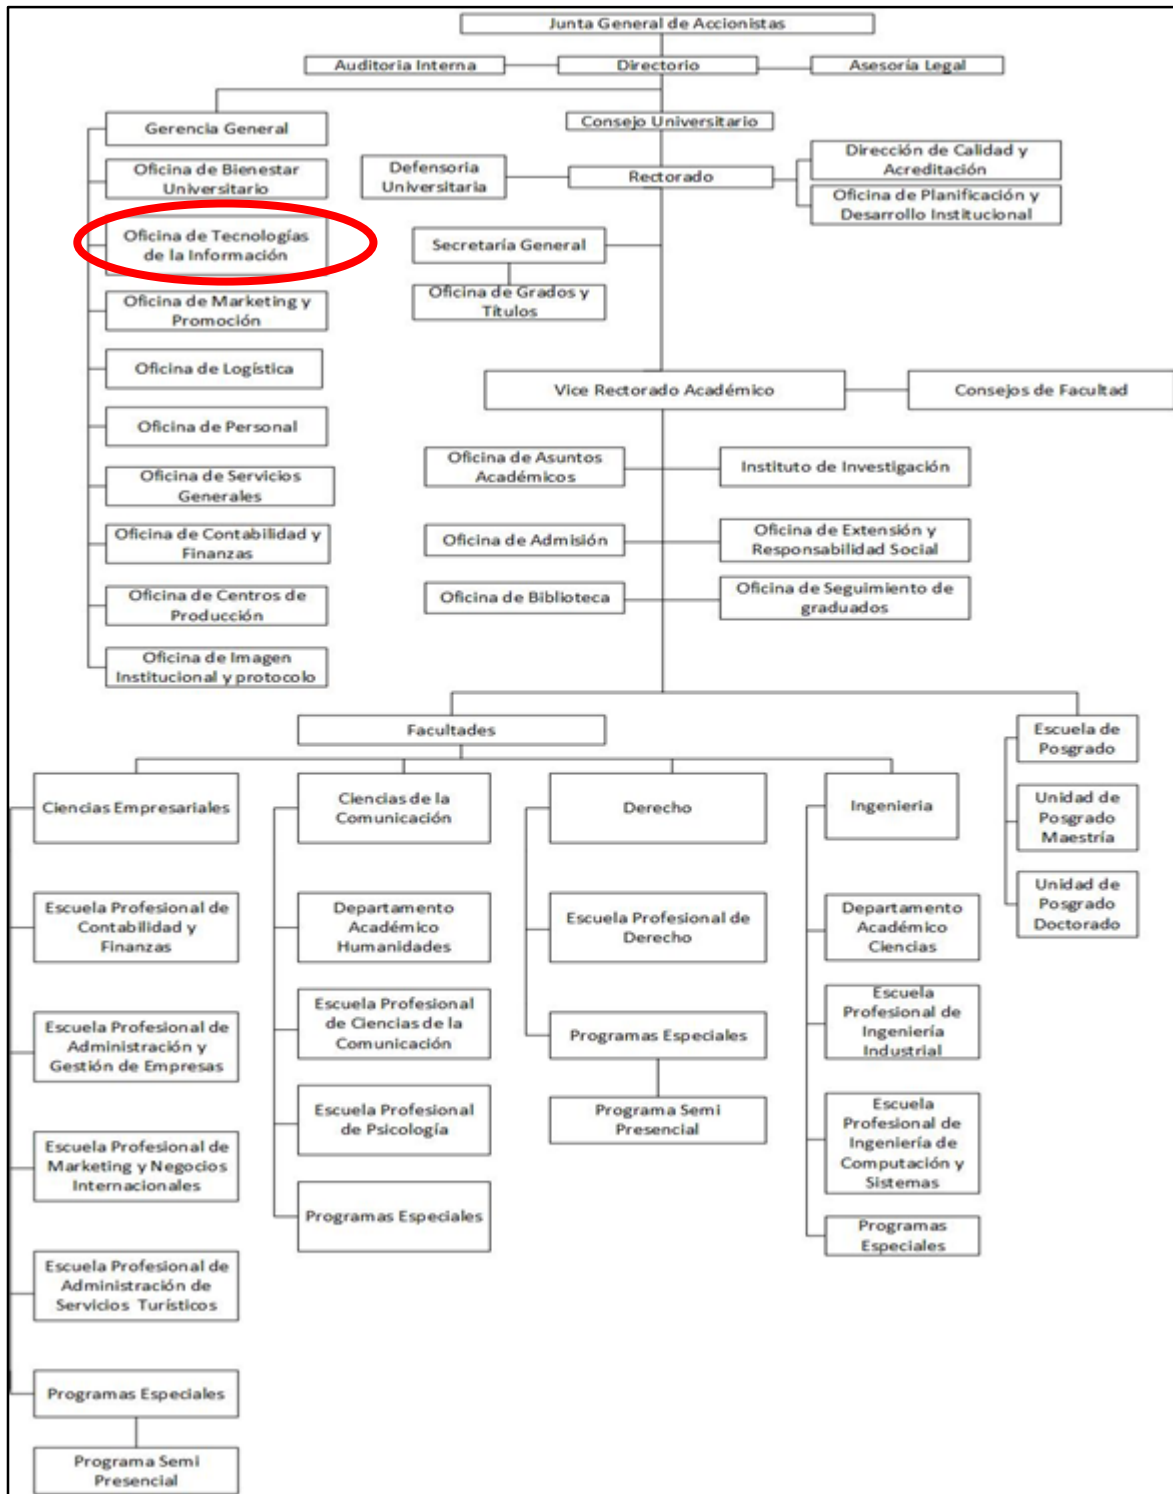 Junta General de Accionistas
Auditoria Interna
Directorio
Asesoría Legal
Gerencia General
Consejo Universitario
Oficina de Bienestar
Universitario
Defensoria
Universitaria
Rectorado
Dirección de Calidad y
Acreditación
Oficina de Planificación y
Desarrollo Institucional
Oficina de Tecnologías
de la Información
Secretaría General
Oficina de Grados y
Títulos
Oficina de Marketing y
Promoción
Oficina de Logística
Vice Rectorado Académico
Consejos de Facultad
Oficina de Personal
Oficina de Asuntos
Académicos
Instituto de Investigación
Oficina de Servicios
Generales
Oficina de Contabilidad y
Finanzas
Oficina de Admisión
Oficina de Extensión y
Responsabilidad Social
Oficina de Centros de
Producción
Oficina de Biblioteca
Oficina de Seguimiento de
graduados
Oficina de Imagen
Institucional y protocolo
Facultades
Escuela de
Posgrado
Ciencias Empresariales
Ciencias de la
Comunicación
Derecho
Ingenieria
Unidad de
Posgrado
Maestría
Unidad de
Posgrado
Doctorado
Escuela Profesional de
Contabilidad y
Finanzas
Departamento
Académico
Humanidades
Escuela Profesional de
Derecho
Departamento
Académico
Ciencias
Escuela Profesional de
Administración y
Gestión de Empresas
Escuela Profesional
de Ciencias de la
Comunicación
Programas Especiales
Escuela
Profesional de
Ingeniería
Industrial
Escuela Profesional de
Marketing y Negocios
Internacionales
Escuela Profesional
de Psicología
Programa Semi
Presencial
Escuela
Profesional de
Ingeniería de
Computación y
Sistemas
Programas Especiales
Programas
Especiales
Escuela Profesional de
Administración de
Servicios Turísticos
Programas Especiales
Programa Semi
Presencial